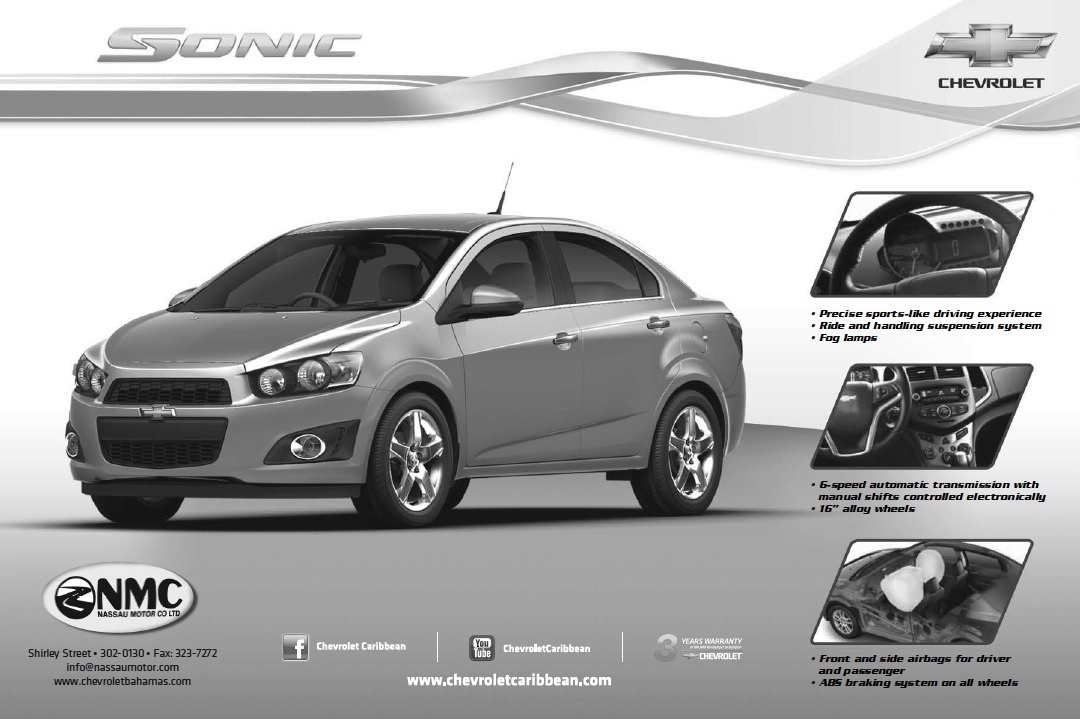 SONIC
CHEVROLET
• Precise sports-like driving experience
• Ride and handling suspension system
• Fog lamps
• 6-speed automatic transmission with
manual shifts controlled electronically
• 16" alloy wheels
• Front and side airbags for driver
and passenger
• ABS braking system on all wheels
NMC
NASSAU MOTOR CO LTD
Shirley Street • 302-0130 • Fax: 323-7272
info@nassaumotor.com
www.chevroletbahamas.com
f Chevrolet Caribbean
You
Tube
ChevroletCaribbean
3 YEARS WARRANTY
CHEVROLET
www.chevroletcaribbean.com